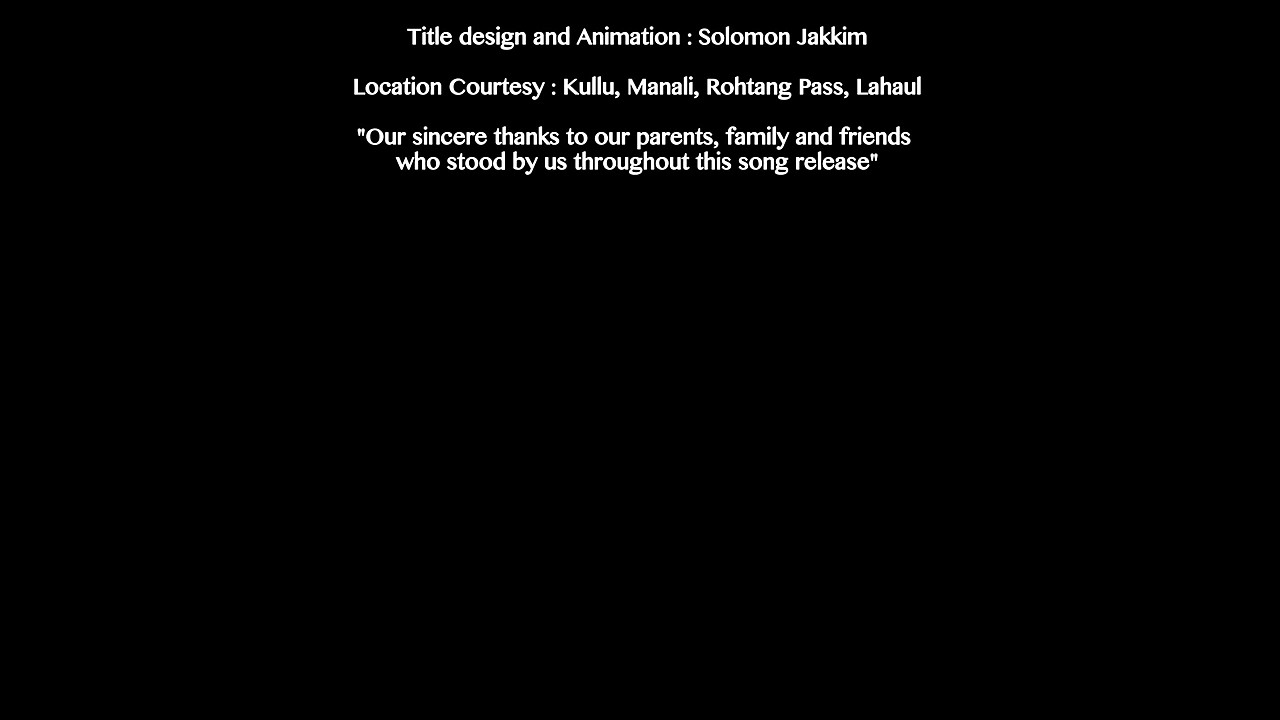 Title design and Animation : Solomon Jakkim
Location Courtesy : Kullu, Manali, Rohtang Pass, Lahaul
"Our sincere thanks to our parents, family and friends
who stood by us throughout this song release"